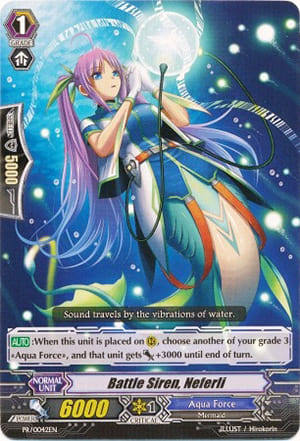 1
GRADE
5000
Sound travels by the vibrations of water.
AUTO:When this unit is placed on, choose another of your grade 3
«Aqua Force», and that unit gets +3000 until end of turn.
NORMAL
UNIT
Battle Siren, Neferli
POWER
6000
1
CRITICAL
Aqua Force
Mermaid
PR/0042EN
ILLUST / Hirokorin